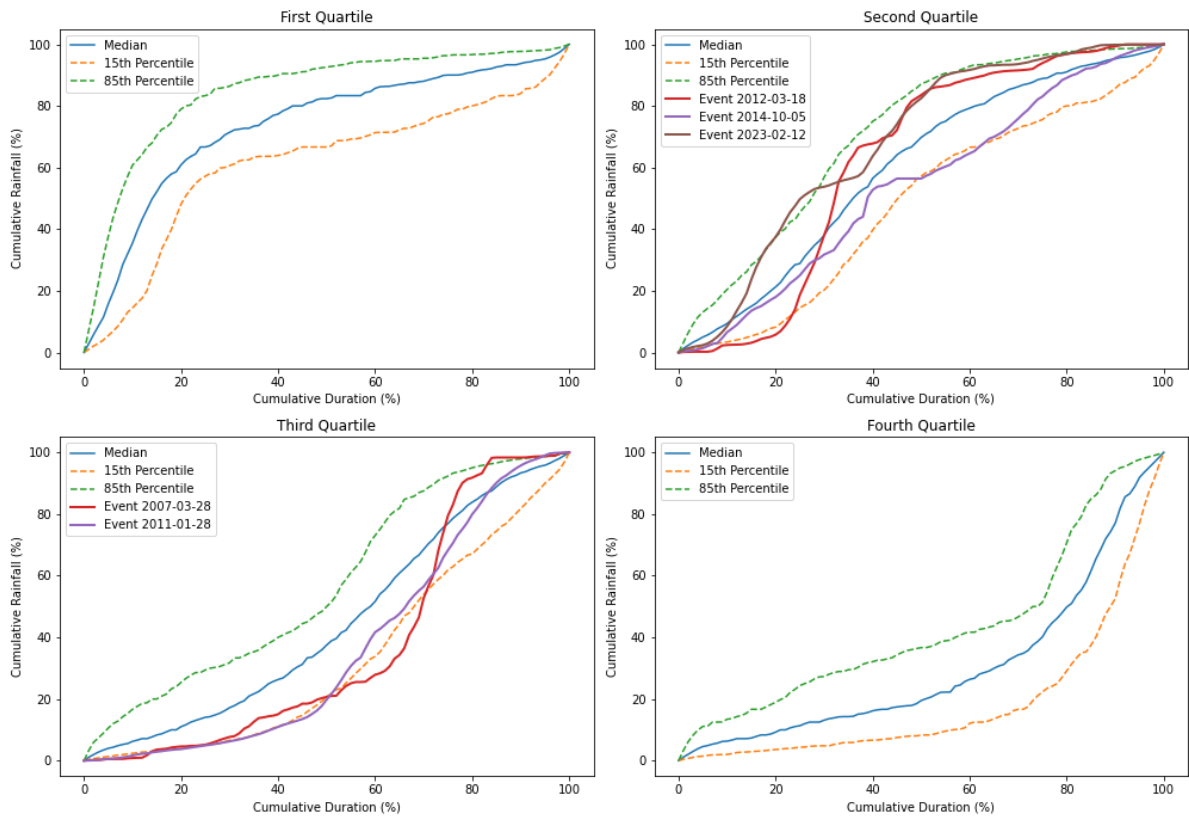 First Quartile
100
80
60
40
20
0
Cumulative Rainfall (%)
Median
15th Percentile
85th Percentile
0 20 40 60 80 100
Cumulative Duration (%)
Second Quartile
100
80
60
40
20
0
Cumulative Rainfall (%)
Median
15th Percentile
85th Percentile
Event 2012-03-18
Event 2014-10-05
Event 2023-02-12
0 20 40 60 80 100
Cumulative Duration (%)
Third Quartile
100
80
60
40
20
0
Cumulative Rainfall (%)
Median
15th Percentile
85th Percentile
Event 2007-03-28
Event 2011-01-28
0 20 40 60 80 100
Cumulative Duration (%)
Fourth Quartile
100
80
60
40
20
0
Cumulative Rainfall (%)
Median
15th Percentile
85th Percentile
0 20 40 60 80 100
Cumulative Duration (%)